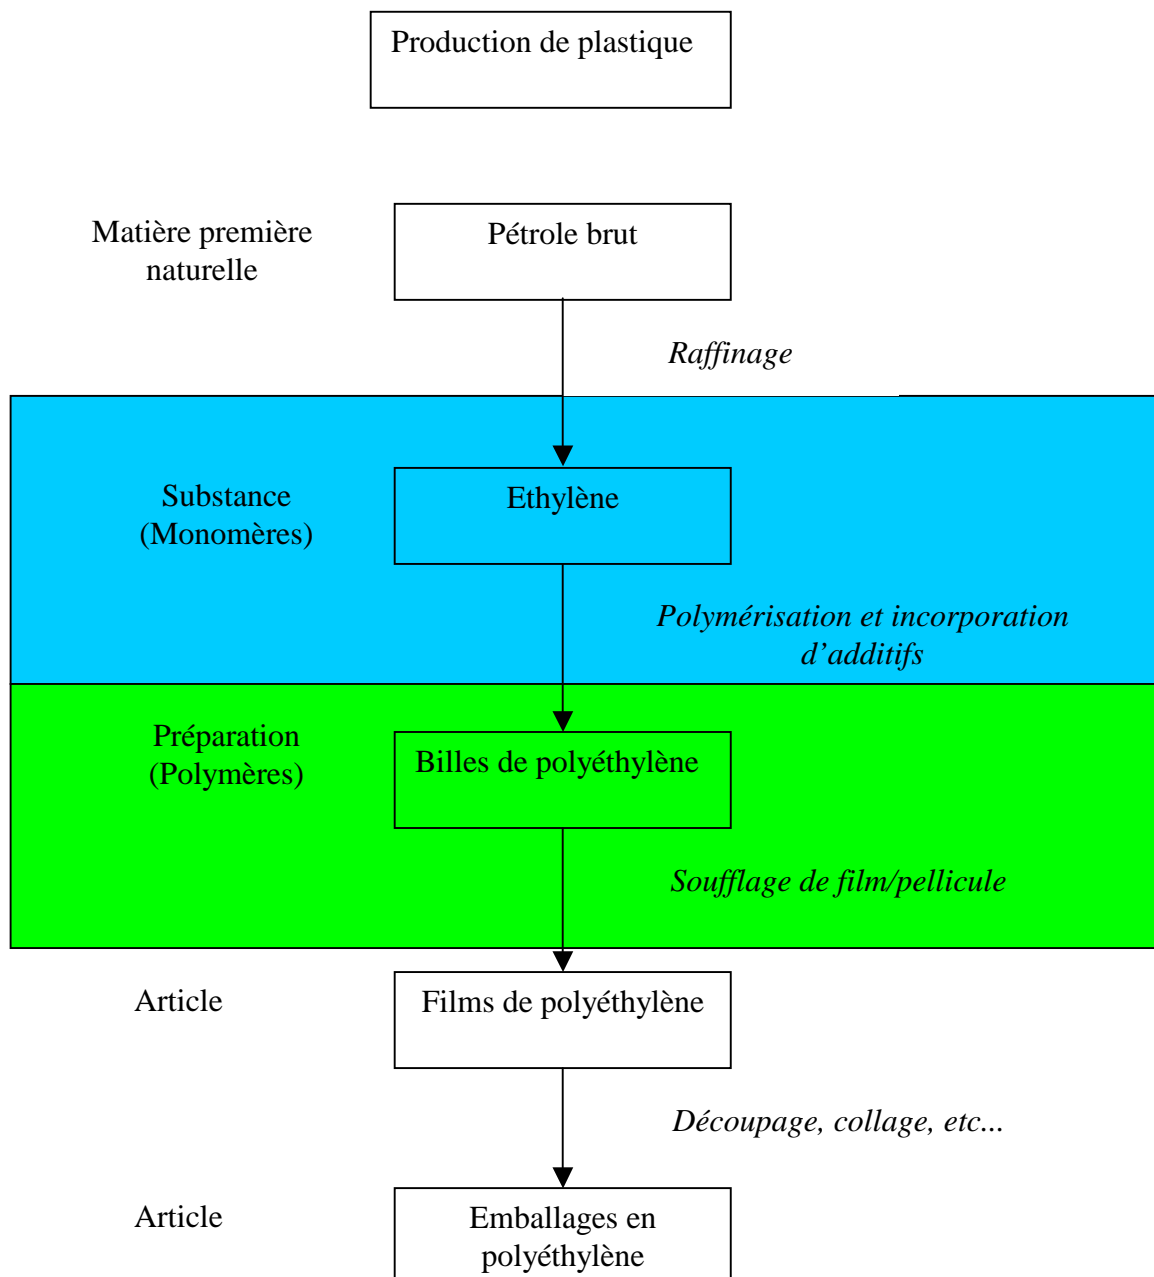 Production de plastique
Matière première
naturelle
Pétrole brut
Raffinage
Substance
(Monomères)
Ethylène
Polymérisation et incorporation
d’additifs
Préparation
(Polymères)
Billes de polyéthylène
Soufflage de film/pellicule
Article
Films de polyéthylène
Découpage, collage, etc...
Article
Emballages en
polyéthylène